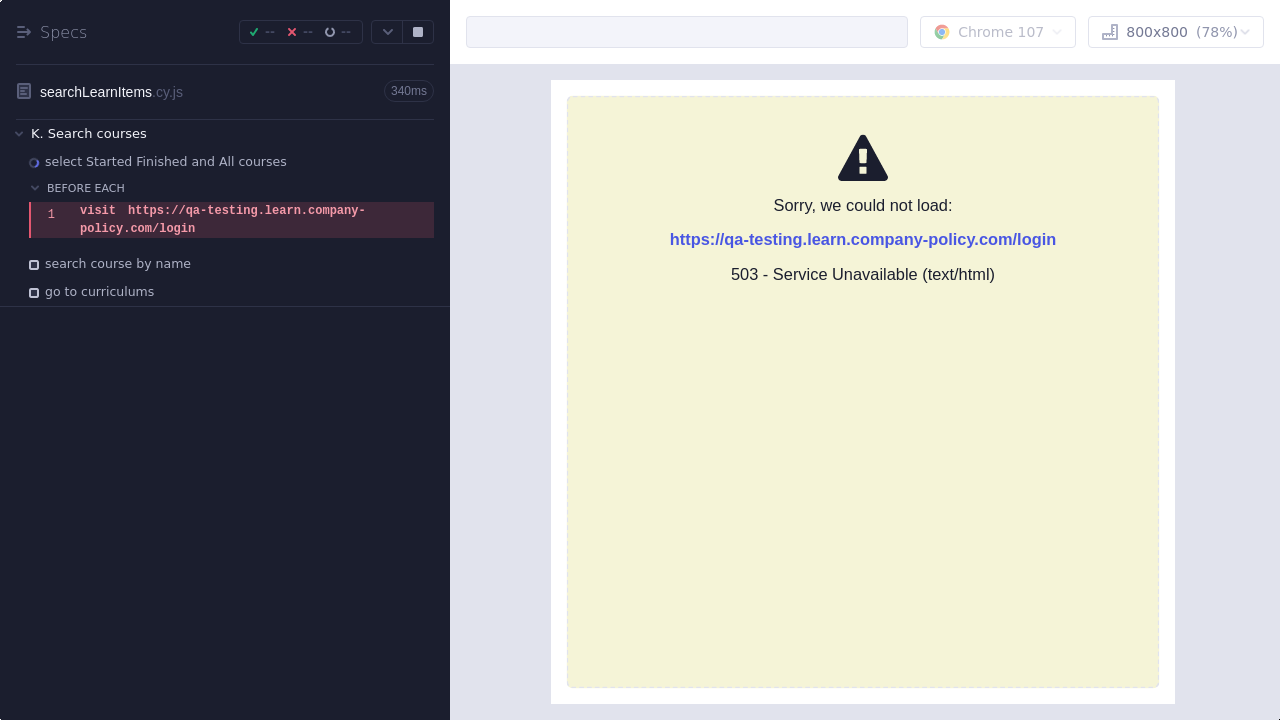 Specs
--
--
--
searchLearnItems.cy.js
340ms
K. Search courses
select Started Finished and All courses
BEFORE EACH
1 visit https://qa-testing.learn.company-
policy.com/login
search course by name
go to curriculums
Chrome 107
800x800 (78%)
Sorry, we could not load:
https://qa-testing.learn.company-policy.com/login
503 - Service Unavailable (text/html)